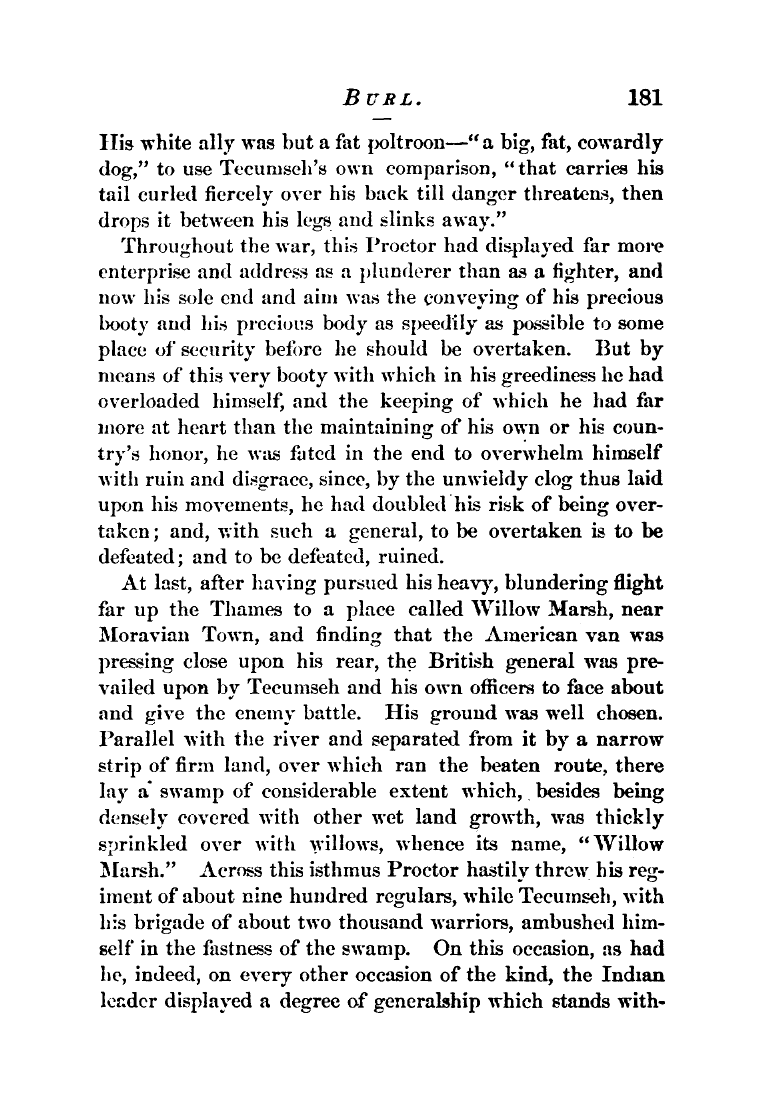 BURL. 181
His white ally was but a fat poltroon—"a big, fat, cowardly
dog," to use Tecumseh's own comparison, "that carries his
tail curled fiercely over his back till danger threatens, then
drops it between his legs and slinks away."
Throughout the war, this Proctor had displayed far more
enterprise and address as a plunderer than as a fighter, and
now his sole end and aim was the conveying of his precious
booty and his precious body as speedily as possible to some
place of security before he should be overtaken. But by
means of this very booty with which in his greediness he had
overloaded himself, and the keeping of which he had far
more at heart than the maintaining of his own or his coun-
try's honor, he was fated in the end to overwhelm himself
with ruin and disgrace, since, by the unwieldy clog thus laid
upon his movements, he had doubled his risk of being over-
taken; and, with such a general, to be overtaken is to be
defeated; and to be defeated, ruined.
At last, after having pursued his heavy, blundering flight
far up the Thames to a place called Willow Marsh, near
Moravian Town, and finding that the American van was
pressing close upon his rear, the British general was pre-
vailed upon by Tecumseh and his own officers to face about
and give the enemy battle. His ground was well chosen.
Parallel with the river and separated from it by a narrow
strip of firm land, over which ran the beaten route, there
lay a swamp of considerable extent which, besides being
densely covered with other wet land growth, was thickly
sprinkled over with willows, whence its name, "Willow
Marsh." Across this isthmus Proctor hastily threw his reg-
iment of about nine hundred regulars, while Tecumseh, with
his brigade of about two thousand warriors, ambushed him-
self in the fastness of the swamp. On this occasion, as had
he, indeed, on every other occasion of the kind, the Indian
leader displayed a degree of generalship which stands with-